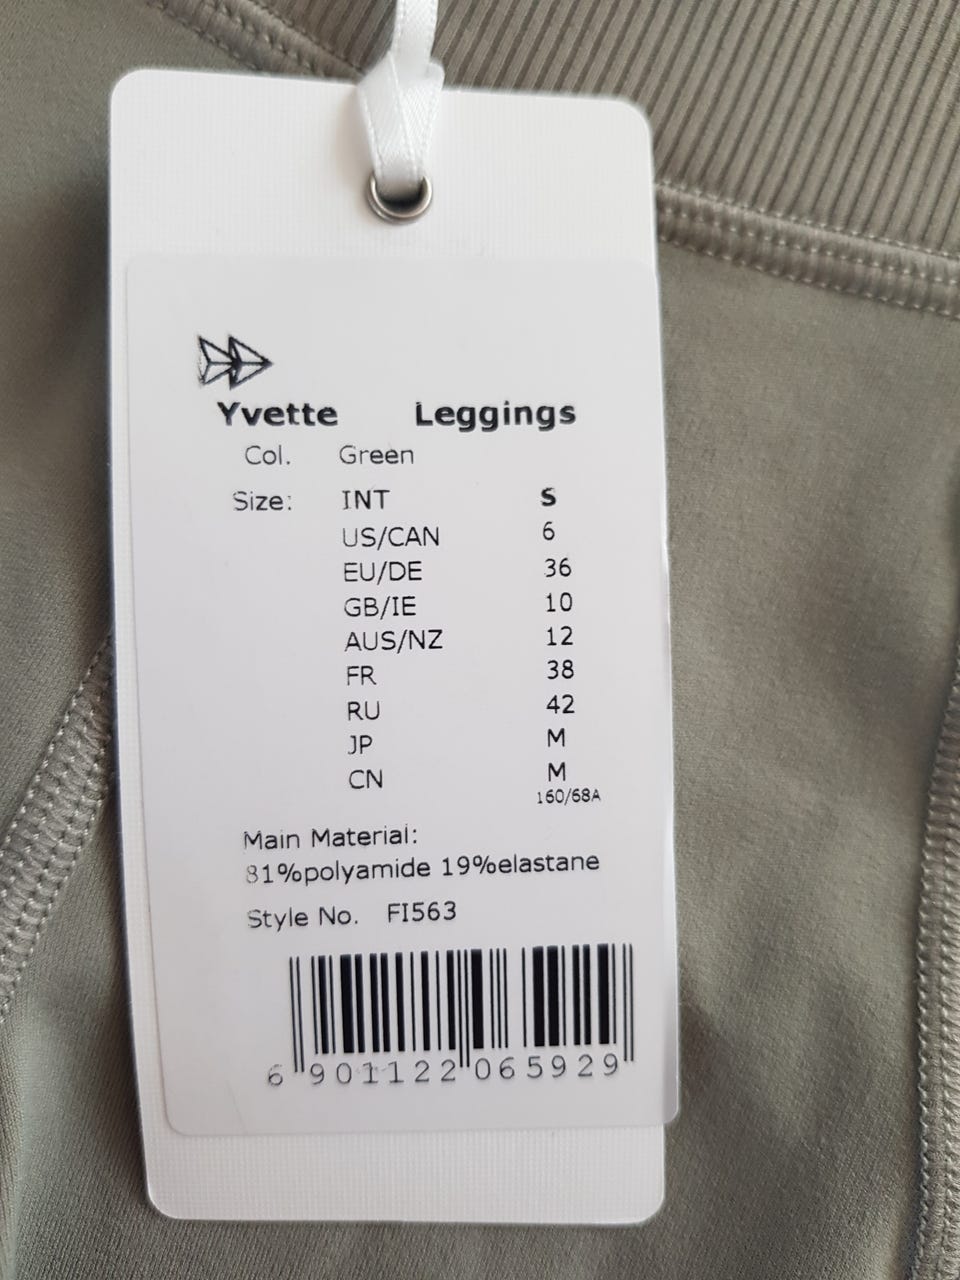 Yvette Leggings
Col. Green
Size: INT S
US/CAN 6
EU/DE 36
GB/IE 10
AUS/NZ 12
FR 38
RU 42
JP M
CN M
160/68A
Main Material:
81%polyamide 19%elastane
Style No. FI563
6 901122 065929